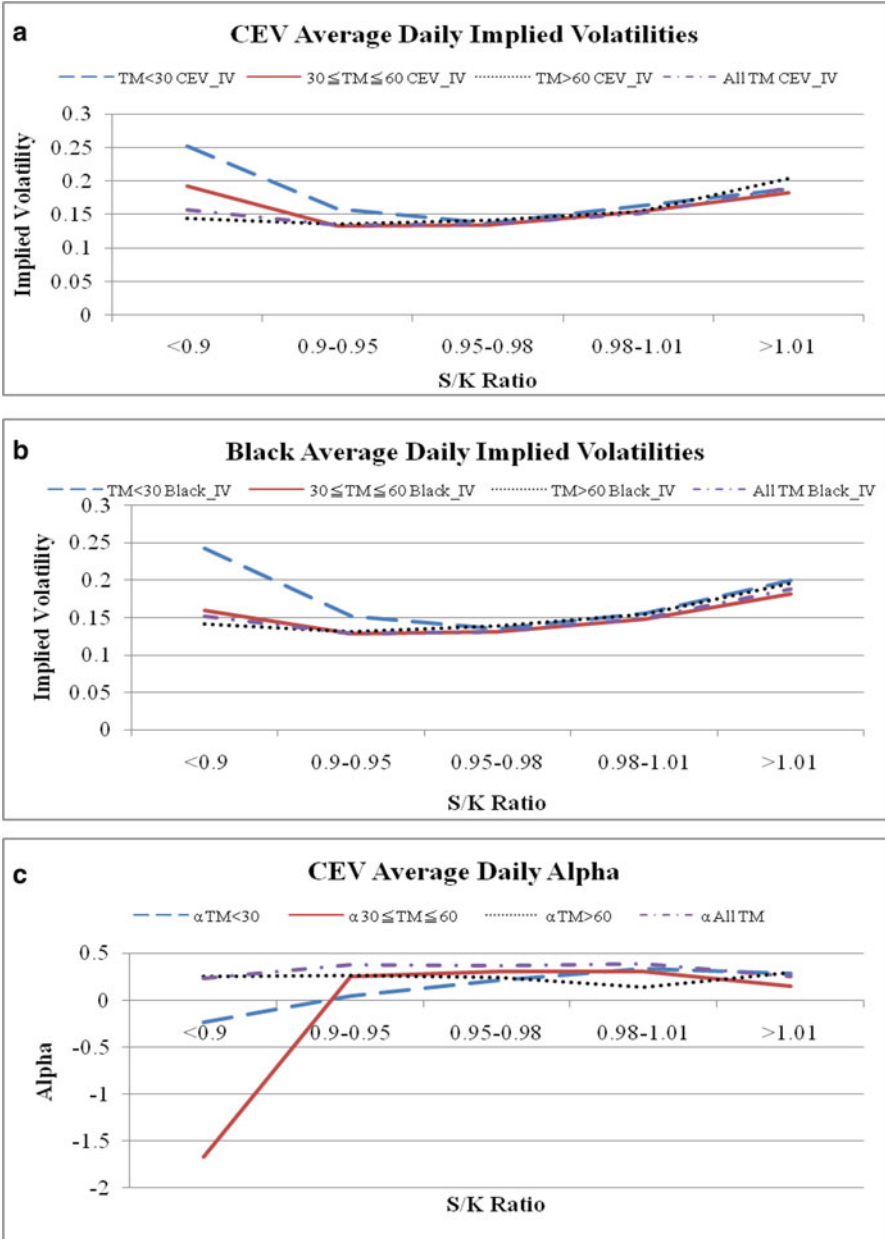 a
CEV Average Daily Implied Volatilities
TM<30 CEV_IV 30≦TM≦60 CEV_IV TM>60 CEV_IV All TM CEV_IV
0.3
0.25
0.2
0.15
0.1
0.05
0
Implied Volatility
<0.9 0.9-0.95 0.95-0.98 0.98-1.01 >1.01
S/K Ratio
b
Black Average Daily Implied Volatilities
TM<30 Black_IV 30≦TM≦60 Black_IV TM>60 Black_IV All TM Black_IV
0.3
0.25
0.2
0.15
0.1
0.05
0
Implied Volatility
<0.9 0.9-0.95 0.95-0.98 0.98-1.01 >1.01
S/K Ratio
c
CEV Average Daily Alpha
αTM<30 α30≦TM≦60 αTM>60 αAll TM
0.5
0
-0.5
-1
-1.5
-2
Alpha
<0.9 0.9-0.95 0.95-0.98 0.98-1.01 >1.01
S/K Ratio